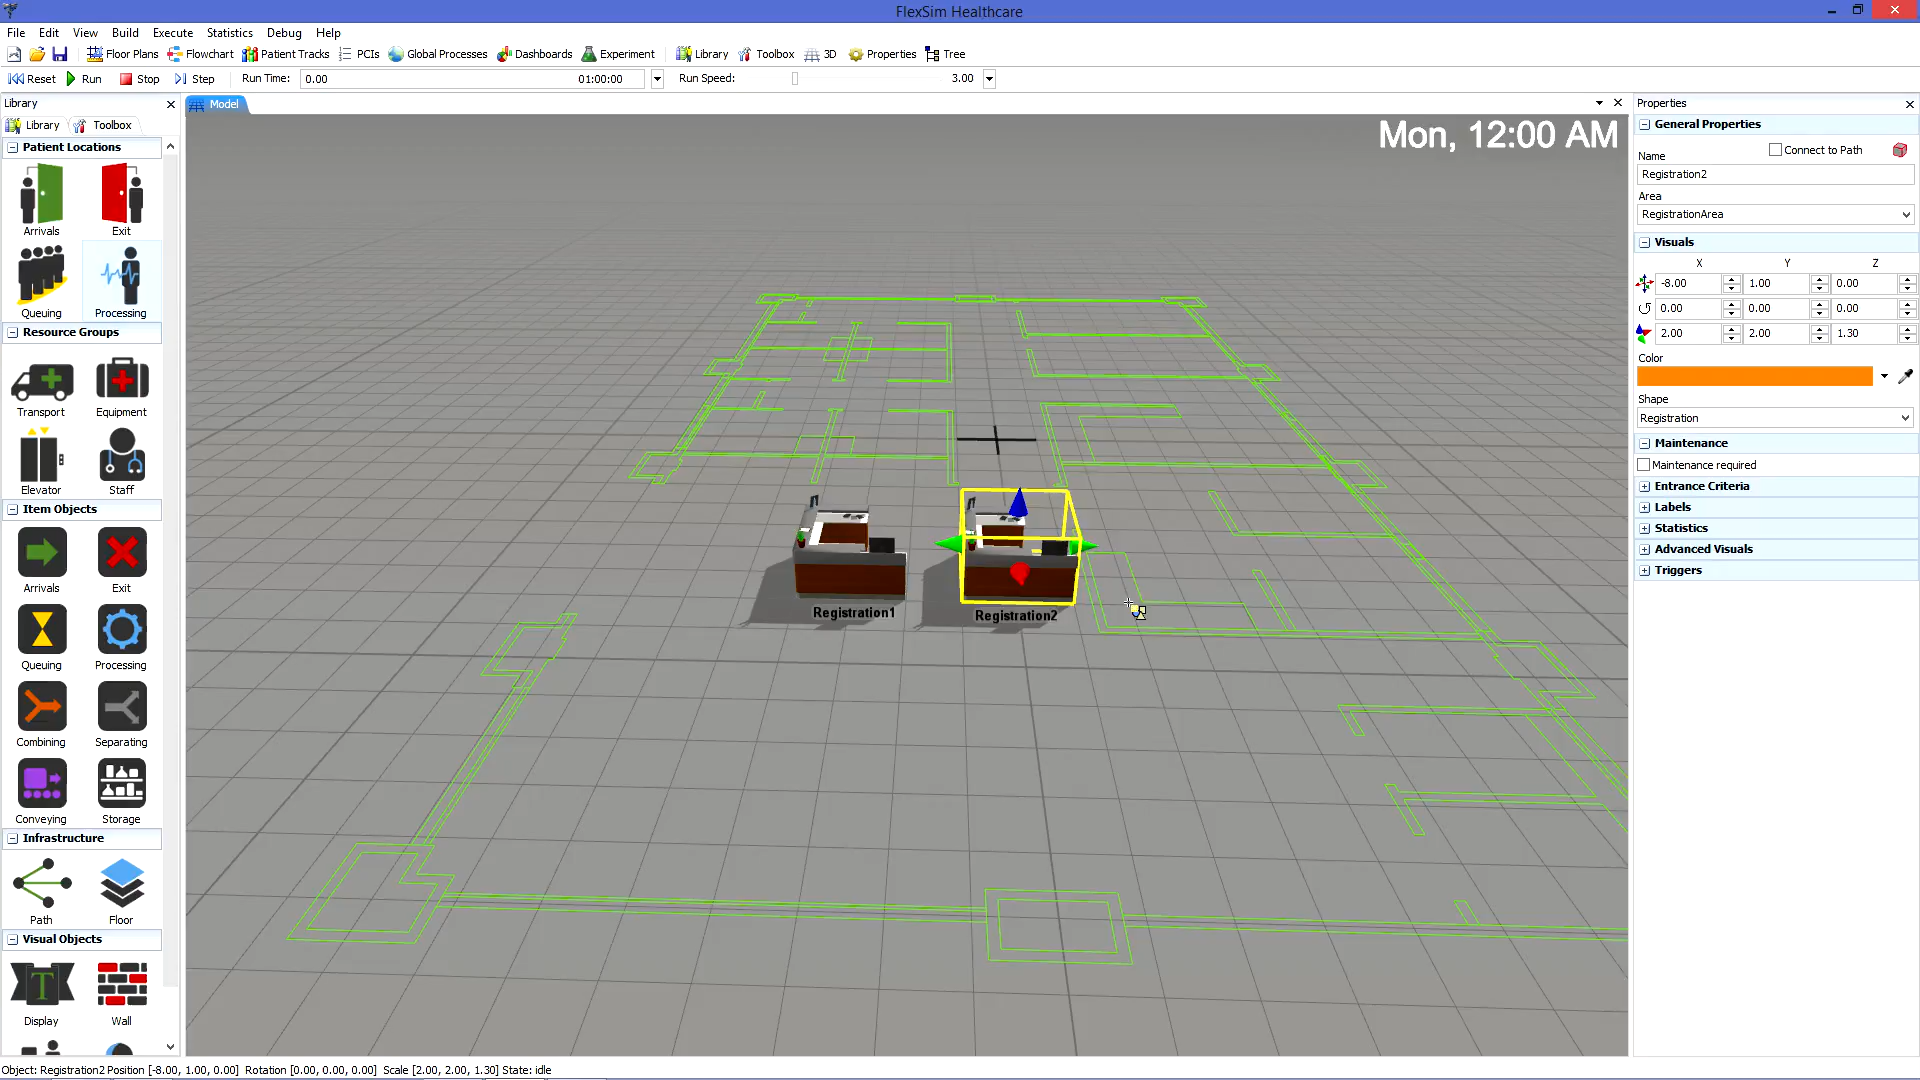 FlexSim Healthcare
File Edit View Build Execute Statistics Debug Help
Floor Plans Flowchart Patient Tracks PCIs Global Processes Dashboards Experiment Library Toolbox 3D Properties Tree
Reset Run Stop Step Run Time: 0.00 01:00:00 Run Speed: 3.00
Library
Library Toolbox
Patient Locations
Arrivals Exit
Queuing Processing
Resource Groups
Transport Equipment
Elevator Staff
Item Objects
Arrivals Exit
Queuing Processing
Combining Separating
Conveying Storage
Infrastructure
Path Floor
Visual Objects
T
Display Wall
Model
Mon, 12:00 AM
Registration1
Registration2
Properties
General Properties
Name Connect to Path
Registration2
Area
RegistrationArea
Visuals
X Y Z
-8.00 1.00 0.00
0.00 0.00 0.00
2.00 2.00 1.30
Color
Shape
Registration
Maintenance
Maintenance required
Entrance Criteria
Labels
Statistics
Advanced Visuals
Triggers
Object: Registration2 Position [-8.00, 1.00, 0.00] Rotation [0.00, 0.00, 0.00] Scale [2.00, 2.00, 1.30] State: idle